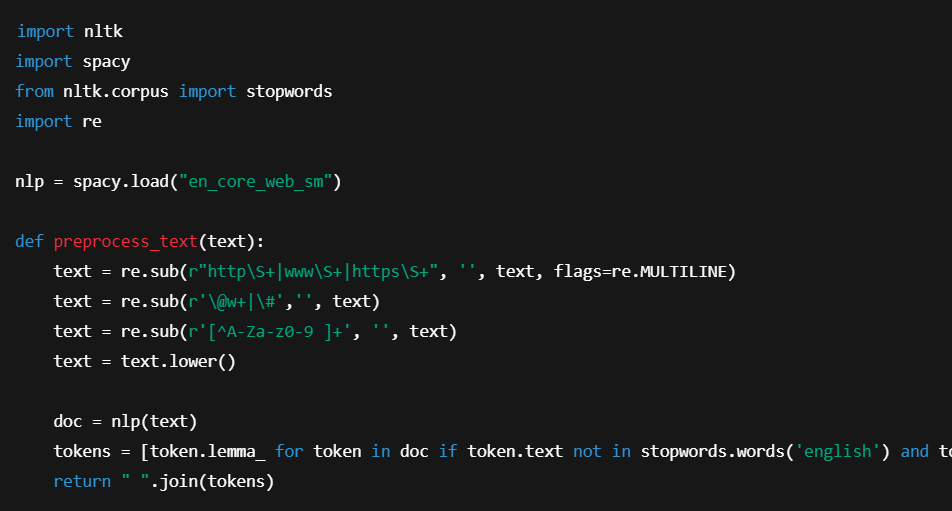 import nltk
import spacy
from nltk.corpus import stopwords
import re
nlp = spacy.load("en_core_web_sm")
def preprocess_text(text):
text = re.sub(r"http\S+|www\S+|https\S+", '', text, flags=re.MULTILINE)
text = re.sub(r'\@w+|\#','', text)
text = re.sub(r'[^A-Za-z0-9 ]+', '', text)
text = text.lower()
doc = nlp(text)
tokens = [token.lemma_ for token in doc if token.text not in stopwords.words('english') and
return " ".join(tokens)